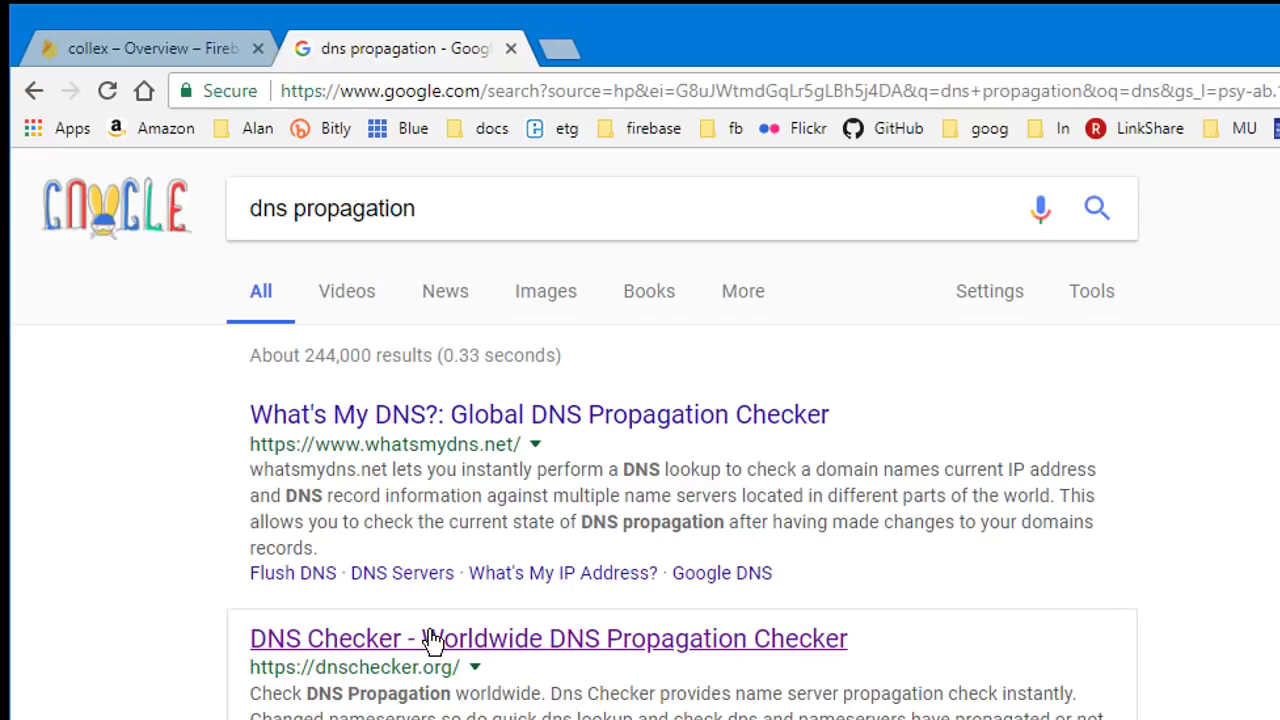 collex – Overview – Fireb
dns propagation - Goog
Secure
https://www.google.com/search?source=hp&ei=G8uJWtmdGqLr5gLBh5j4DA&q=dns+propagation&oq=dns&gs_l=psy-ab.
Apps Amazon Alan Bitly Blue docs etg firebase fb Flickr GitHub goog In LinkShare MU
dns propagation
All Videos News Images Books More Settings Tools
About 244,000 results (0.33 seconds)
What's My DNS?: Global DNS Propagation Checker
https://www.whatsmydns.net/
whatsmydns.net lets you instantly perform a DNS lookup to check a domain names current IP address
and DNS record information against multiple name servers located in different parts of the world. This
allows you to check the current state of DNS propagation after having made changes to your domains
records.
Flush DNS · DNS Servers · What's My IP Address? · Google DNS
DNS Checker - Worldwide DNS Propagation Checker
https://dnschecker.org/
Check DNS Propagation worldwide. Dns Checker provides name server propagation check instantly.
Changed nameservers so do quick dns lookup and check dns and nameservers have propagated or not